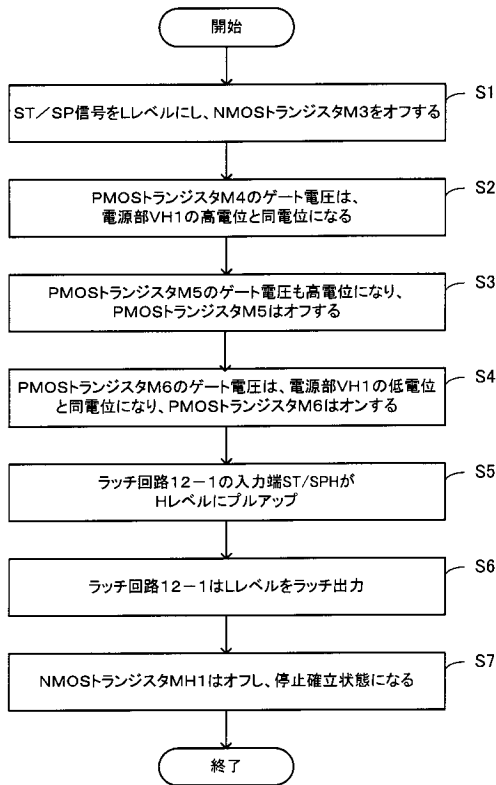 開始
S1
ST／SP信号をLレベルにし、NMOSトランジスタM3をオフする
S2
PMOSトランジスタM4のゲート電圧は、
電源部VH1の高電位と同電位になる
S3
PMOSトランジスタM5のゲート電圧も高電位になり、
PMOSトランジスタM5はオフする
S4
PMOSトランジスタM6のゲート電圧は、電源部VH1の低電位
と同電位になり、PMOSトランジスタM6はオンする
S5
ラッチ回路12－1の入力端ST/SPHが
Hレベルにプルアップ
S6
ラッチ回路12－1はLレベルをラッチ出力
S7
NMOSトランジスタMH1はオフし、停止確立状態になる
終了